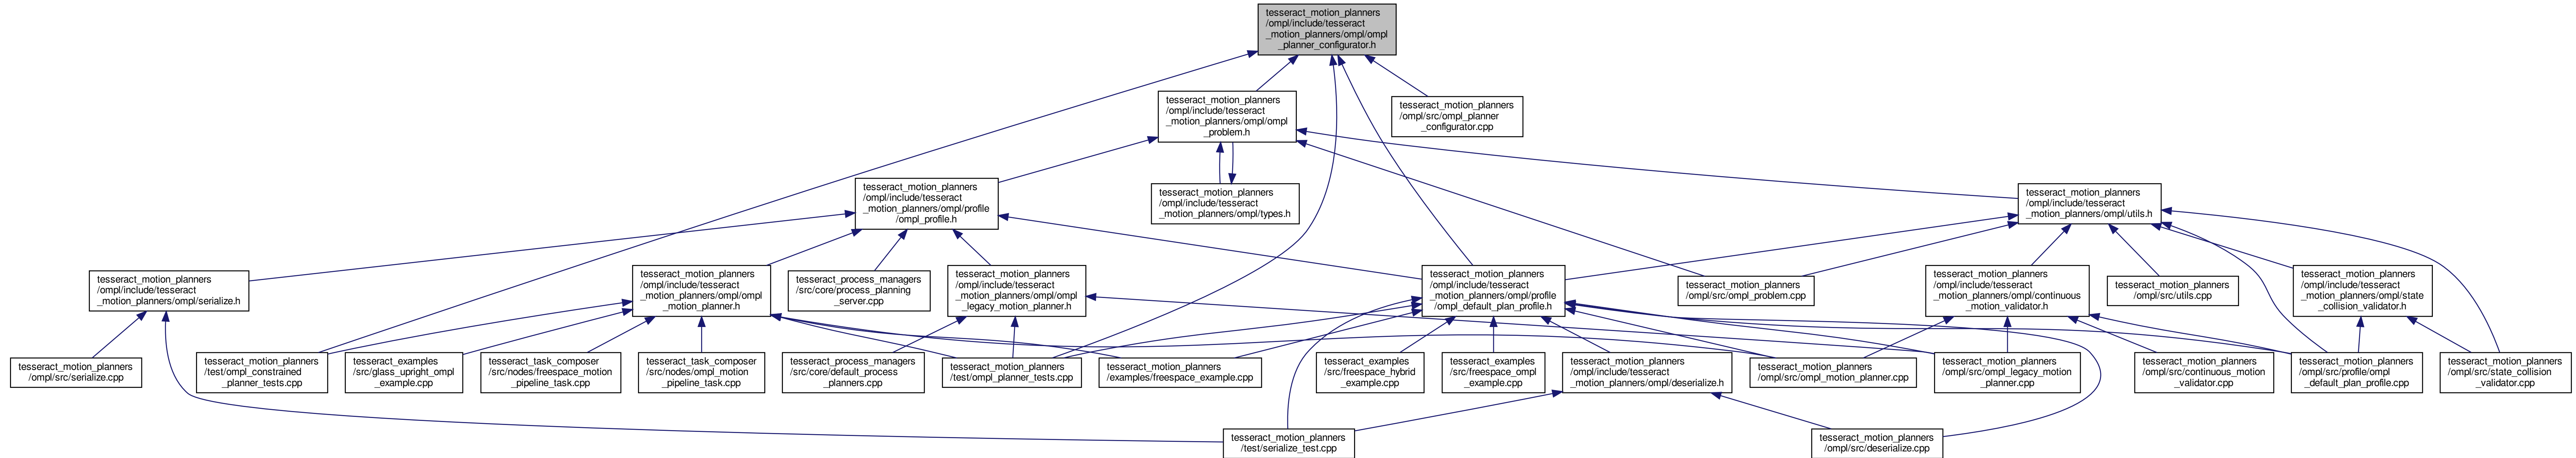 tesseract_motion_planners
/ompl/include/tesseract
_motion_planners/ompl/ompl
_planner_configurator.h
tesseract_motion_planners
/ompl/include/tesseract
_motion_planners/ompl/ompl
_problem.h
tesseract_motion_planners
/ompl/src/ompl_planner
_configurator.cpp
tesseract_motion_planners
/ompl/include/tesseract
_motion_planners/ompl/profile
/ompl_profile.h
tesseract_motion_planners
/ompl/include/tesseract
_motion_planners/ompl/types.h
tesseract_motion_planners
/ompl/include/tesseract
_motion_planners/ompl/utils.h
tesseract_motion_planners
/ompl/include/tesseract
_motion_planners/ompl/serialize.h
tesseract_motion_planners
/ompl/include/tesseract
_motion_planners/ompl/ompl
_motion_planner.h
tesseract_process_managers
/src/core/process_planning
_server.cpp
tesseract_motion_planners
/ompl/include/tesseract
_motion_planners/ompl/ompl
_legacy_motion_planner.h
tesseract_motion_planners
/ompl/include/tesseract
_motion_planners/ompl/profile
/ompl_default_plan_profile.h
tesseract_motion_planners
/ompl/src/ompl_problem.cpp
tesseract_motion_planners
/ompl/include/tesseract
_motion_planners/ompl/continuous
_motion_validator.h
tesseract_motion_planners
/ompl/src/utils.cpp
tesseract_motion_planners
/ompl/include/tesseract
_motion_planners/ompl/state
_collision_validator.h
tesseract_motion_planners
/ompl/src/serialize.cpp
tesseract_motion_planners
/test/ompl_constrained
_planner_tests.cpp
tesseract_examples
/src/glass_upright_ompl
_example.cpp
tesseract_task_composer
/src/nodes/freespace_motion
_pipeline_task.cpp
tesseract_task_composer
/src/nodes/ompl_motion
_pipeline_task.cpp
tesseract_process_managers
/src/core/default_process
_planners.cpp
tesseract_motion_planners
/test/ompl_planner_tests.cpp
tesseract_motion_planners
/examples/freespace_example.cpp
tesseract_examples
/src/freespace_hybrid
_example.cpp
tesseract_examples
/src/freespace_ompl
_example.cpp
tesseract_motion_planners
/ompl/include/tesseract
_motion_planners/ompl/deserialize.h
tesseract_motion_planners
/ompl/src/ompl_motion_planner.cpp
tesseract_motion_planners
/ompl/src/ompl_legacy_motion
_planner.cpp
tesseract_motion_planners
/ompl/src/continuous_motion
_validator.cpp
tesseract_motion_planners
/ompl/src/profile/ompl
_default_plan_profile.cpp
tesseract_motion_planners
/ompl/src/state_collision
_validator.cpp
tesseract_motion_planners
/test/serialize_test.cpp
tesseract_motion_planners
/ompl/src/deserialize.cpp